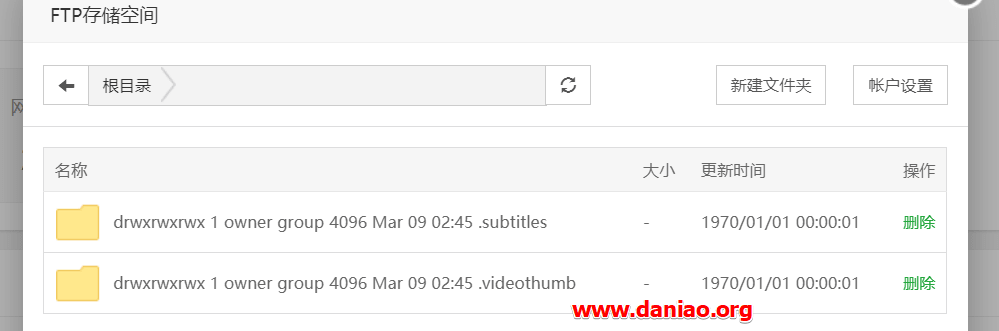 FTP存储空间
根目录
新建文件夹
帐户设置
名称 大小 更新时间 操作
drwxrwxrwx 1 owner group 4096 Mar 09 02:45 .subtitles - 1970/01/01 00:00:01 删除
drwxrwxrwx 1 owner group 4096 Mar 09 02:45 .videothumb - 1970/01/01 00:00:01 删除
www.daniao.org